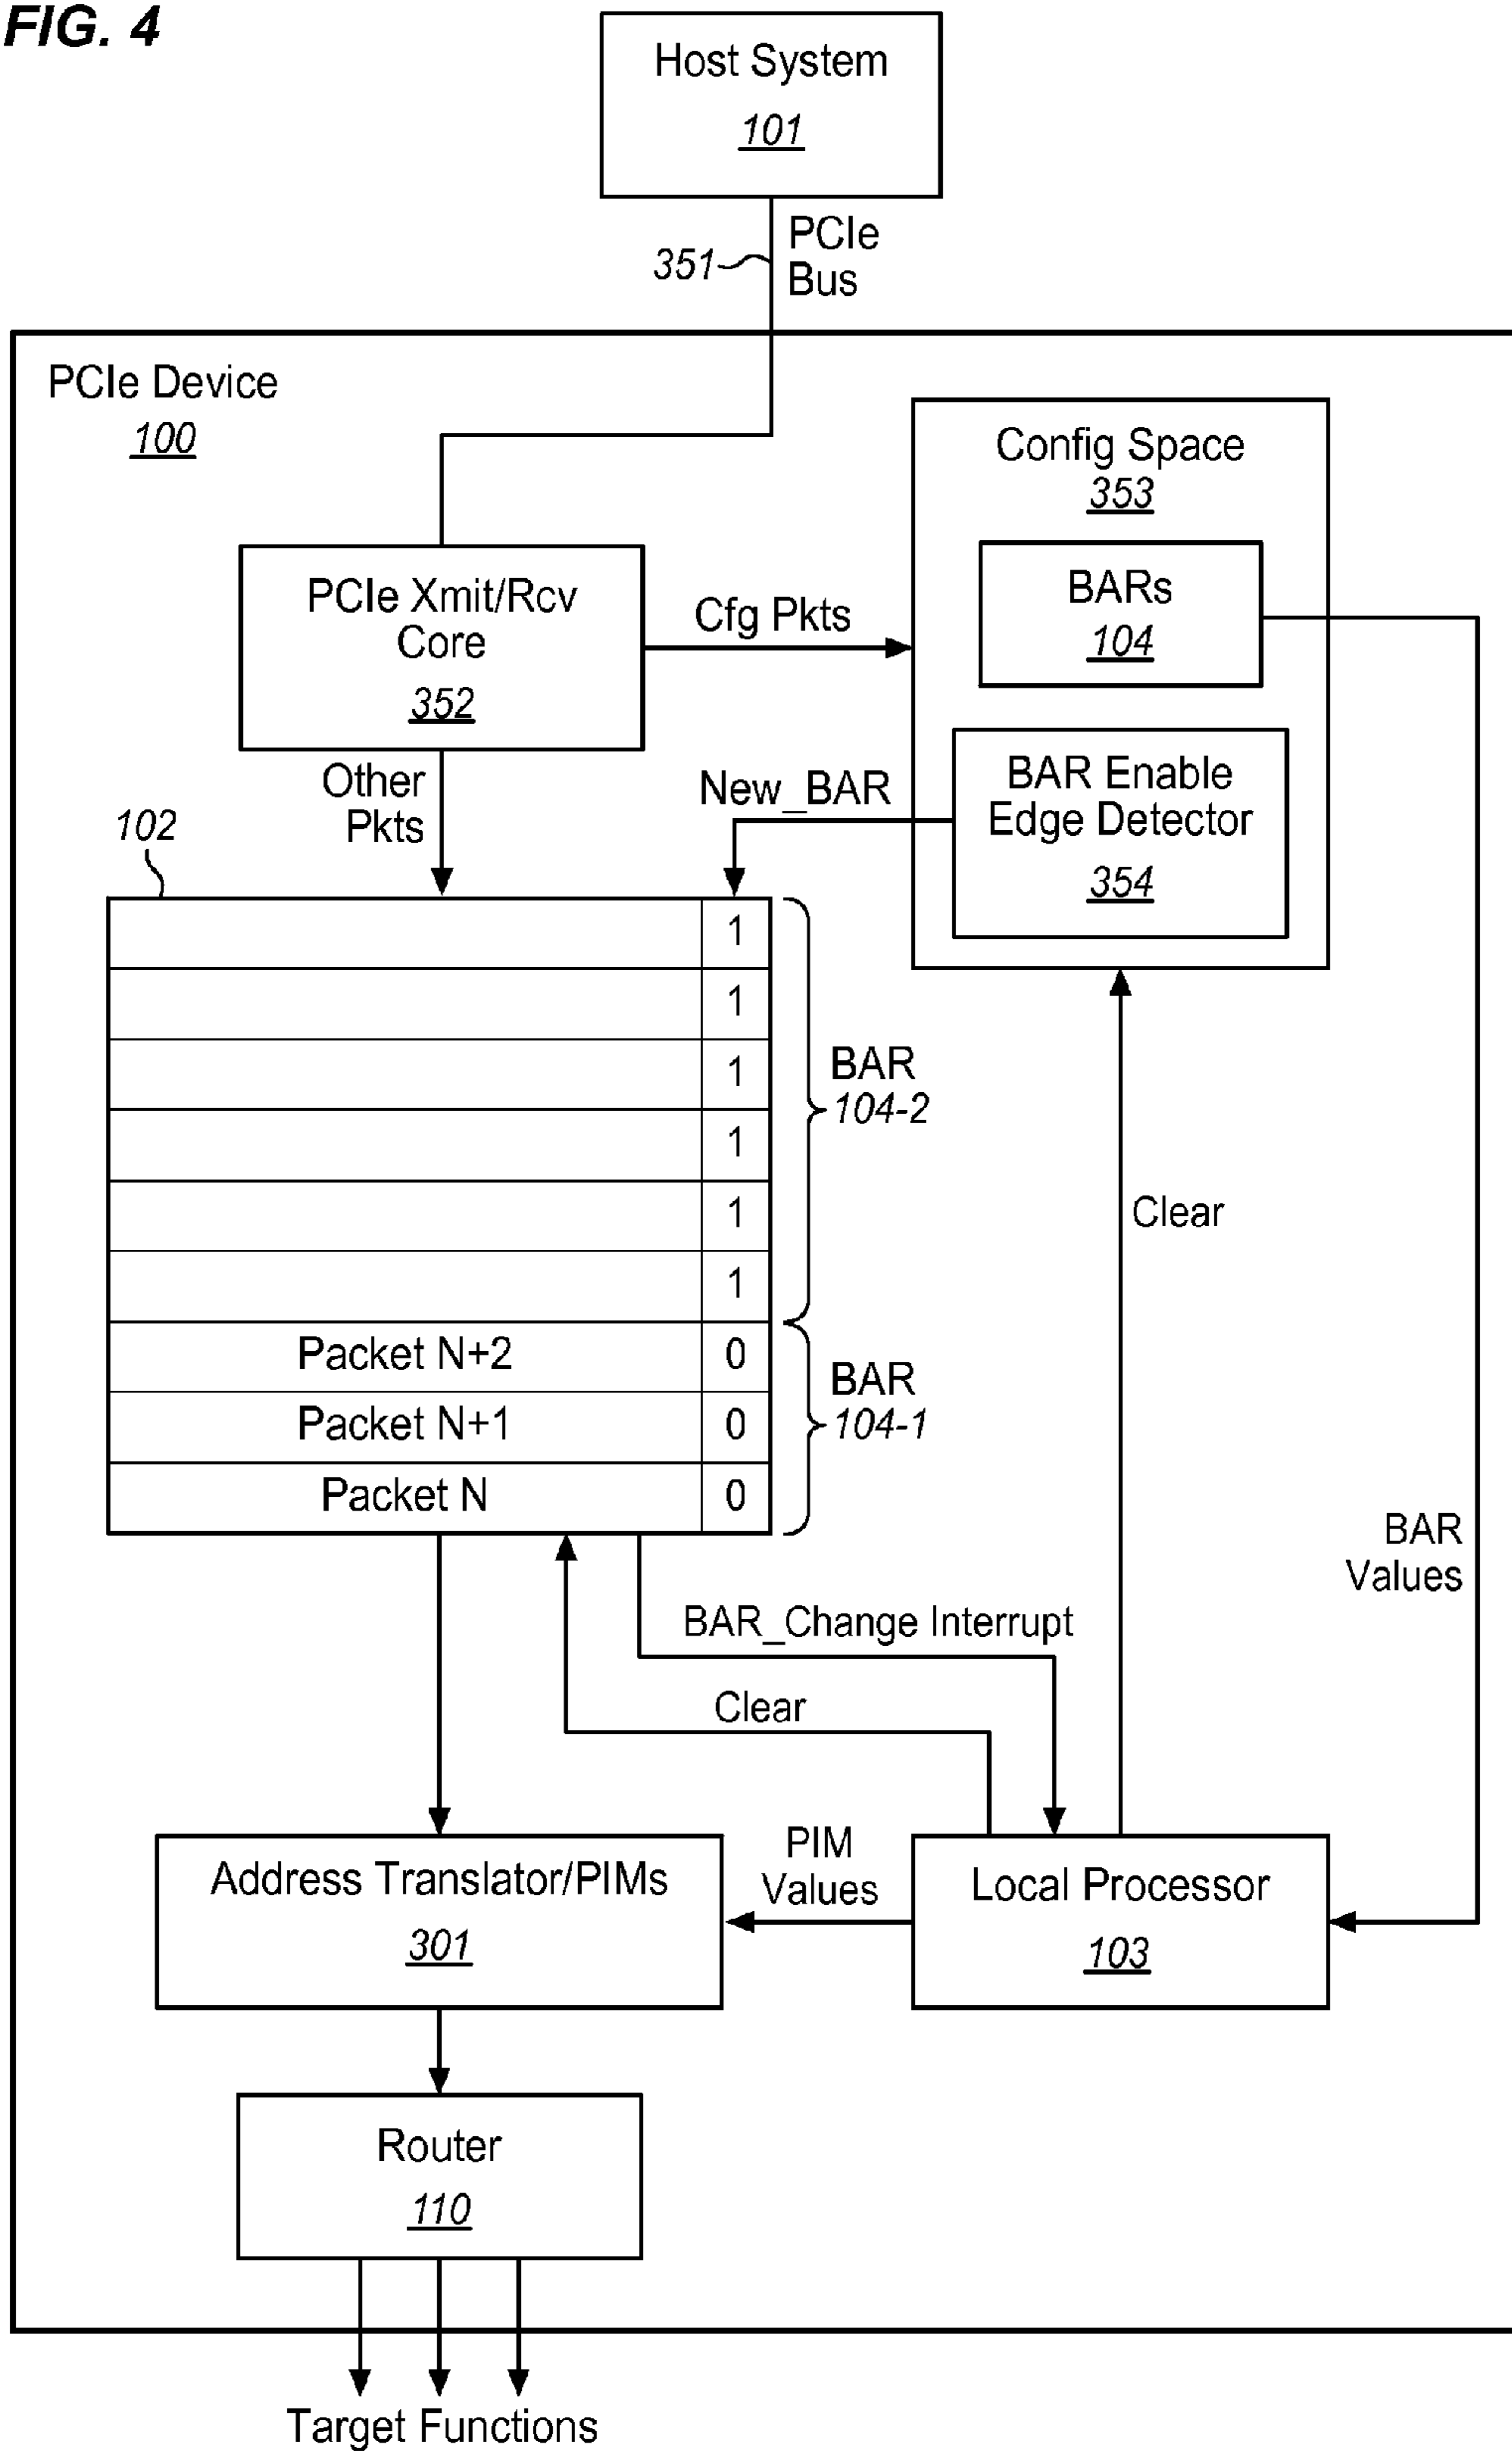 FIG. 4
Host System
101
351
PCIe
Bus
PCIe Device
100
Config Space
353
BARs
104
PCIe Xmit/Rcv
Core
352
Cfg Pkts
Other
Pkts
New_BAR
BAR Enable
Edge Detector
354
102
1
1
1
1
1
1
BAR
104-2
Packet N+2 0
Packet N+1 0
Packet N 0
BAR
104-1
Clear
BAR
Values
BAR_Change Interrupt
Clear
Address Translator/PIMs
301
PIM
Values
Local Processor
103
Router
110
Target Functions